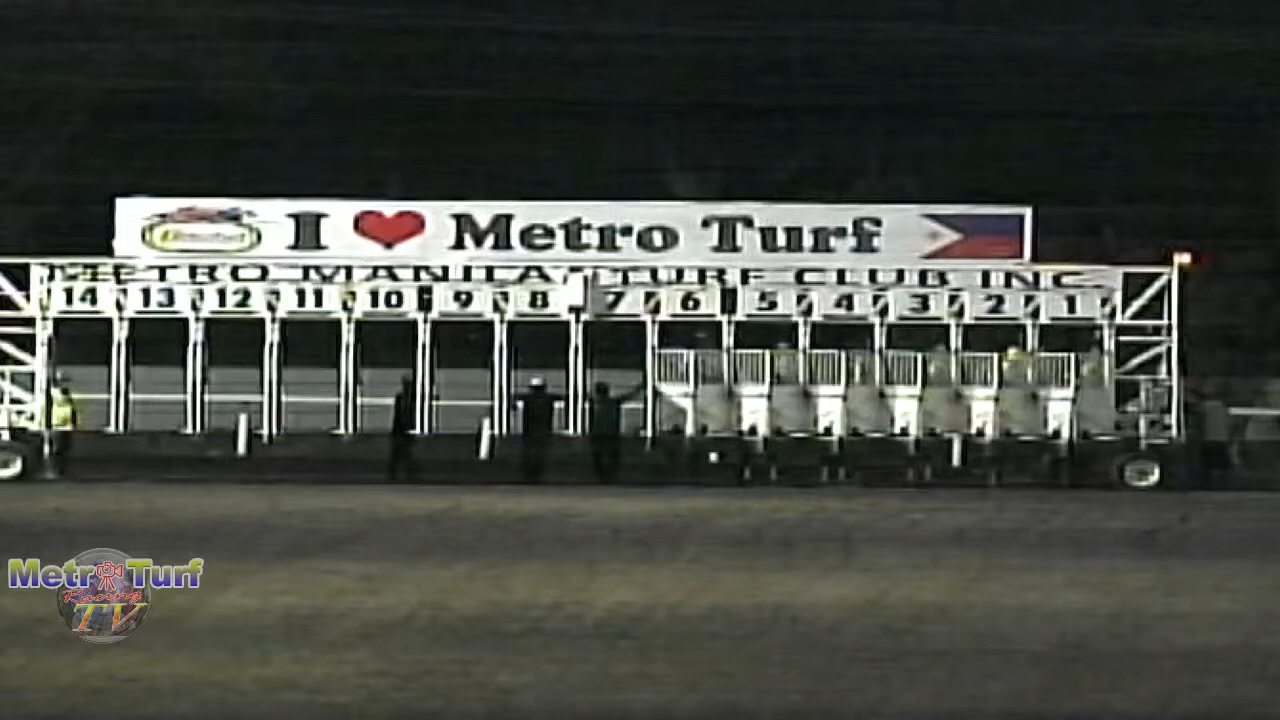 I ❤ Metro Turf
METRO MANILA TURF CLUB, INC.
14 13 12 11 10 9 8 7 6 5 4 3 2 1
Metro Turf
Racing
TV